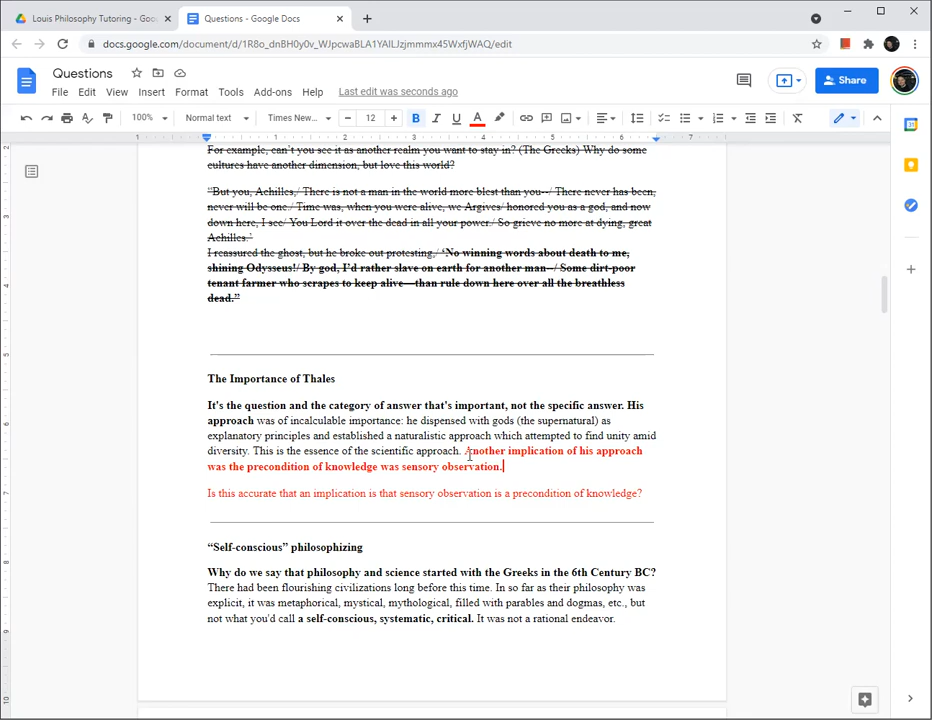 Louis Philosophy Tutoring - Goo
Questions - Google Docs
docs.google.com/document/d/1R8o_dnBH0y0v_WJpcwaBLA1YAILJzjmmmx45WxfjWAQ/edit
Questions
File Edit View Insert Format Tools Add-ons Help Last edit was seconds ago
Share
100% Normal text Times New... 12
1 1 2 3 4 5 6 7
For example, can't you see it as another realm you want to stay in? (The Greeks) Why do some
cultures have another dimension, but love this world?
"But you, Achilles,/ There is not a man in the world more blest than you--/ There never has been,
never will be one./ Time was, when you were alive, we Argives/ honored you as a god, and now
down here, I see/ You Lord it over the dead in all your power./ So grieve no more at dying, great
Achilles.'
I reassured the ghost, but he broke out protesting,/ 'No winning words about death to me,
shining Odysseus!/ By god, I'd rather slave on earth for another man--/ Some dirt-poor
tenant farmer who scrapes to keep alive—than rule down here over all the breathless
dead."
The Importance of Thales
It's the question and the category of answer that's important, not the specific answer. His
approach was of incalculable importance: he dispensed with gods (the supernatural) as
explanatory principles and established a naturalistic approach which attempted to find unity amid
diversity. This is the essence of the scientific approach. Another implication of his approach
was the precondition of knowledge was sensory observation.
Is this accurate that an implication is that sensory observation is a precondition of knowledge?
“Self-conscious” philosophizing
Why do we say that philosophy and science started with the Greeks in the 6th Century BC?
There had been flourishing civilizations long before this time. In so far as their philosophy was
explicit, it was metaphorical, mystical, mythological, filled with parables and dogmas, etc., but
not what you'd call a self-conscious, systematic, critical. It was not a rational endeavor.